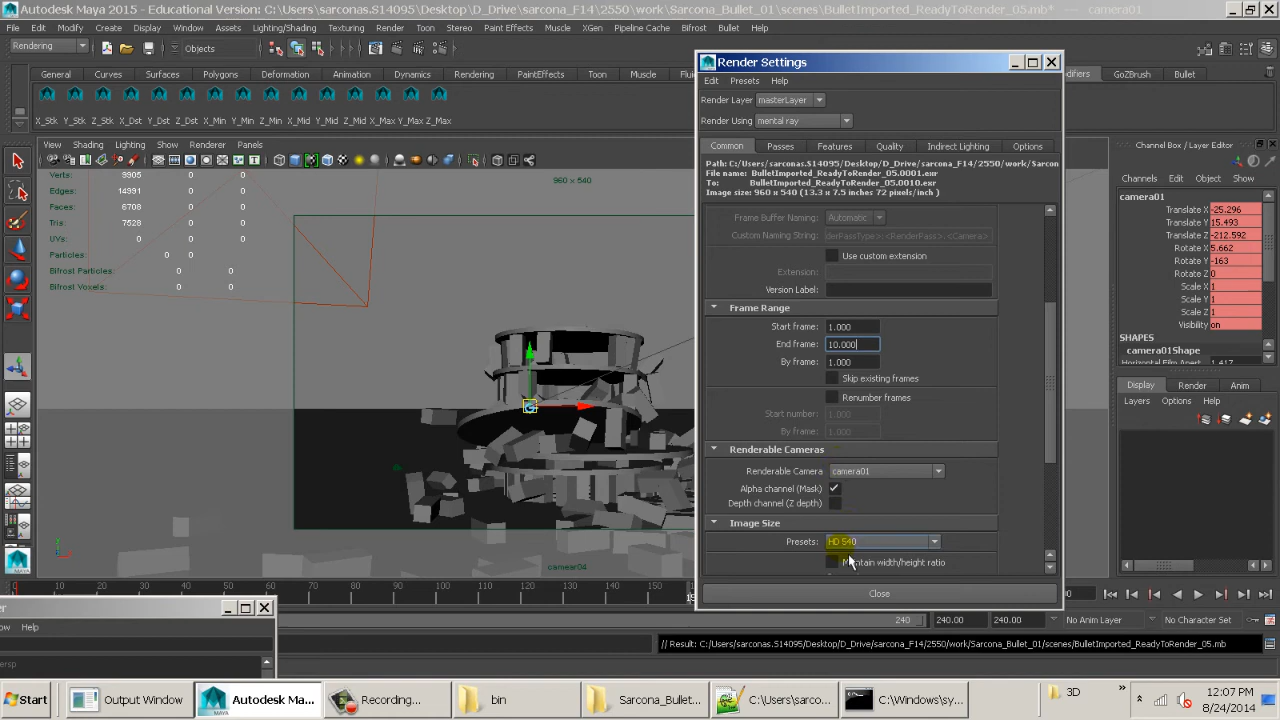 Autodesk Maya 2015 - Educational Version: C:\Users\sarconas.S14095\Desktop\D_Drive\sarcona_F14\2550\work\Sarcona_Bullet_01\scenes\BulletImported_ReadyToRender_05.mb* --- camera01
File Edit Modify Create Display Window Assets Lighting/Shading Texturing Render Toon Stereo Paint Effects Muscle XGen Pipeline Cache Bifrost Bullet Help
Rendering Objects
General Curves Surfaces Polygons Deformation Animation Dynamics Rendering PaintEffects Toon Muscle GoZBrush Bullet
X_Stk Y_Stk Z_Stk X_Dst Y_Dst Z_Dst X_Min Y_Min Z_Min X_Mid Y_Mid Z_Mid X_Max Y_Max Z_Max
View Shading Lighting Show Renderer Panels
Verts: 9905 0 0
Edges: 14991 0 0
Faces: 6708 0 0
Tris: 7528 0 0
UVs: 0 0 0
Particles: 0 0
Bifrost Particles: 0 0
Bifrost Voxels: 0 0
960 x 540
camear04
Render Settings
Edit Presets Help
Render Layer masterLayer
Render Using mental ray
Common Passes Features Quality Indirect Lighting Options
Path: C:/Users/sarconas.S14095/Desktop/D_Drive/sarcona_F14/2550/work/Sarcon
File name: BulletImported_ReadyToRender_05.0001.exr
To: BulletImported_ReadyToRender_05.0010.exr
Image size: 960 x 540 (13.3 x 7.5 inches 72 pixels/inch )
Frame Buffer Naming: Automatic
Custom Naming String: derPassType>:<RenderPass>.<Camera>
Use custom extension
Extension:
Version Label:
Frame Range
Start frame: 1.000
End frame: 10.000
By frame: 1.000
Skip existing frames
Renumber frames
Start number: 1.000
By frame: 1.000
Renderable Cameras
Renderable Camera camera01
Alpha channel (Mask)
Depth channel (Z depth)
Image Size
Presets: HD 540
Maintain width/height ratio
Close
Channel Box / Layer Editor
Channels Edit Object Show
camera01
Translate X -25.296
Translate Y 15.493
Translate Z -212.592
Rotate X 5.662
Rotate Y -163
Rotate Z 0
Scale X 1
Scale Y 1
Scale Z 1
Visibility on
SHAPES
camera01Shape
Display Render Anim
Layers Options Help
0 10 20 30 40 50 60 70 80 90 100 110 120 130 140 150 160 170 180
240 240.00 240.00 No Anim Layer No Character Set
Help
// Result: C:/Users/sarconas.S14095/Desktop/D_Drive/sarcona_F14/2550/work/Sarcona_Bullet_01/scenes/BulletImported_ReadyToRender_05.mb
Start Output Window Autodesk Ma... Recording... bin Sarcona_Bullet... C:\Users\sarco... C:\Windows\sy... 3D
12:07 PM
8/24/2014